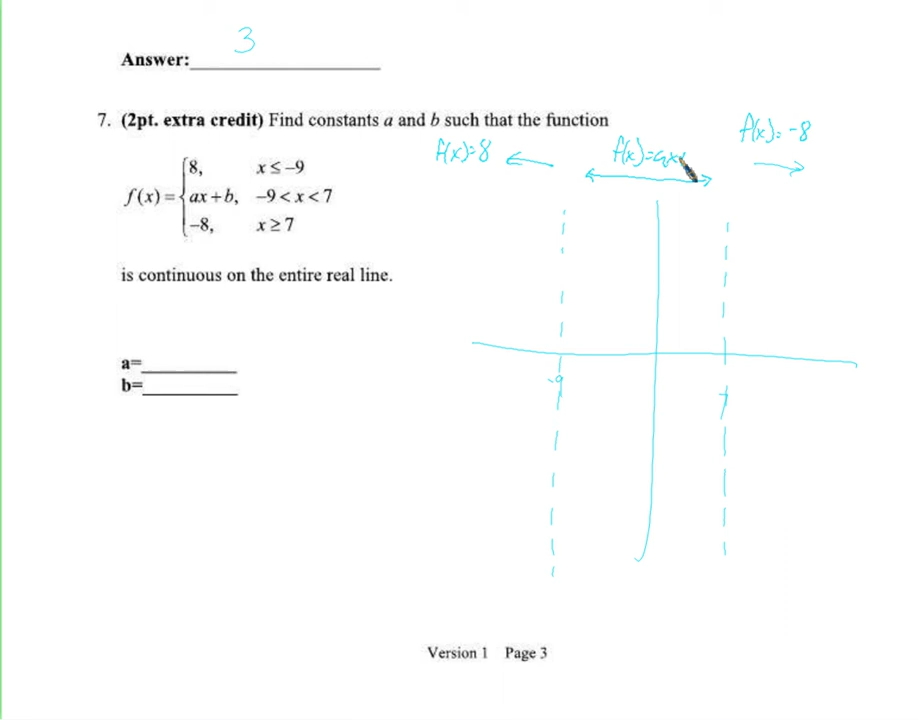 Answer: 3
7. (2pt. extra credit) Find constants a and b such that the function
f(x)=8
f(x)=ax+
f(x)=-8
f(x) = { 8, x ≤ -9
ax + b, -9 < x < 7
-8, x ≥ 7
is continuous on the entire real line.
a=
b=
-9
7
Version 1 Page 3